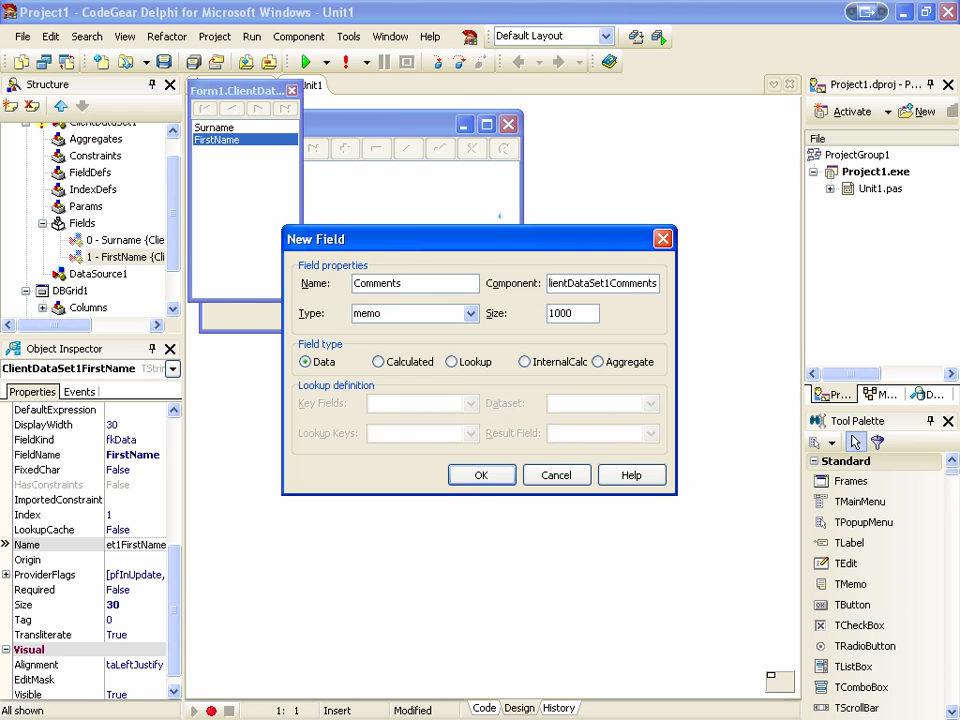 Project1 - CodeGear Delphi for Microsoft Windows - Unit1
File Edit Search View Refactor Project Run Component Tools Window Help
Default Layout
Structure
ClientDataSet1
Aggregates
Constraints
FieldDefs
IndexDefs
Params
Fields
0 - Surname {Clie
1 - FirstName {Cli
DataSource1
DBGrid1
Columns
Object Inspector
ClientDataSet1FirstName TStrin
Properties Events
DefaultExpression
DisplayWidth 30
FieldKind fkData
FieldName FirstName
FixedChar False
HasConstraints False
ImportedConstraint
Index 1
LookupCache False
Name et1FirstName
Origin
ProviderFlags [pfInUpdate,
Required False
Size 30
Tag 0
Transliterate True
Visual
Alignment taLeftJustify
EditMask
Visible True
All shown
Form1.ClientDat...
Surname
FirstName
Unit1
New Field
Field properties
Name: Comments Component: lientDataSet1Comments
Type: memo Size: 1000
Field type
Data Calculated Lookup InternalCalc Aggregate
Lookup definition
Key Fields: Dataset:
Lookup Keys: Result Field:
OK Cancel Help
1: 1 Insert Modified Code Design History
Project1.dproj - P...
Activate New
File
ProjectGroup1
Project1.exe
Unit1.pas
Pr... M... D...
Tool Palette
Standard
Frames
TMainMenu
TPopupMenu
TLabel
TEdit
TMemo
TButton
TCheckBox
TRadioButton
TListBox
TComboBox
TScrollBar